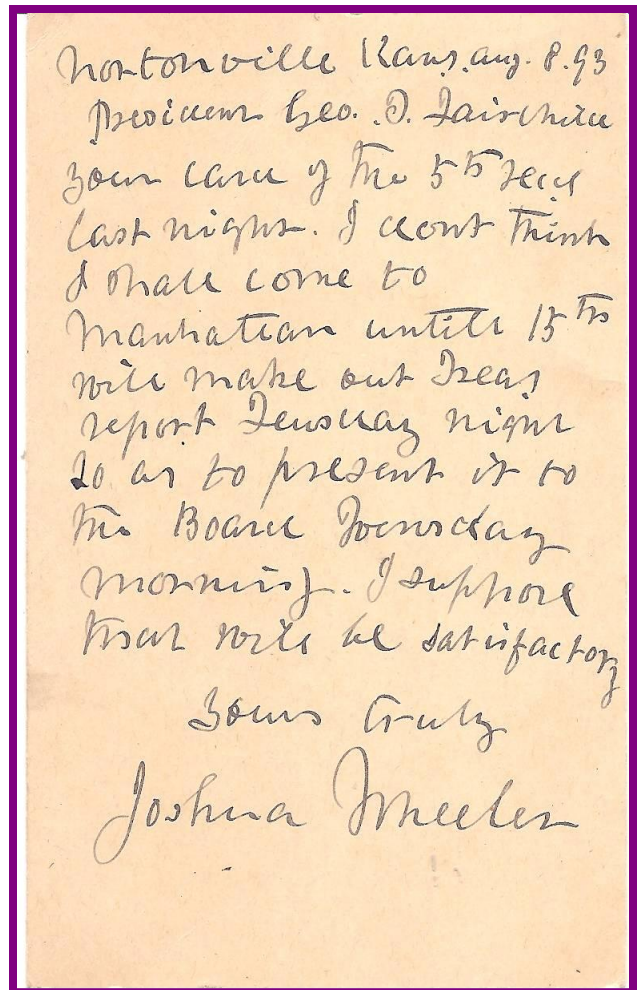 Nortonville Kans. Aug. 8. 93
President Geo. T. Fairchild
Your card of the 5th recd
last night. I dont think
I shall come to
Manhattan untill 15th
will make out Treas
report Teusday night
so as to present it to
the Board Wensday
morning. I suppose
that will be satisfactory
Yours truly
Joshua Wheeler